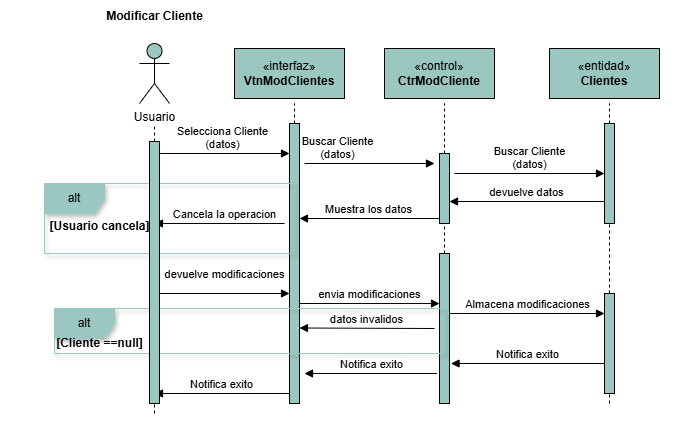 Modificar Cliente
«interfaz»
VtnModClientes
«control»
CtrModCliente
«entidad»
Clientes
Usuario
Selecciona Cliente
(datos)
Buscar Cliente
(datos)
Buscar Cliente
(datos)
devuelve datos
alt
Cancela la operacion
Muestra los datos
[Usuario cancela]
devuelve modificaciones
envia modificaciones
Almacena modificaciones
alt
datos invalidos
[Cliente ==null]
Notifica exito
Notifica exito
Notifica exito